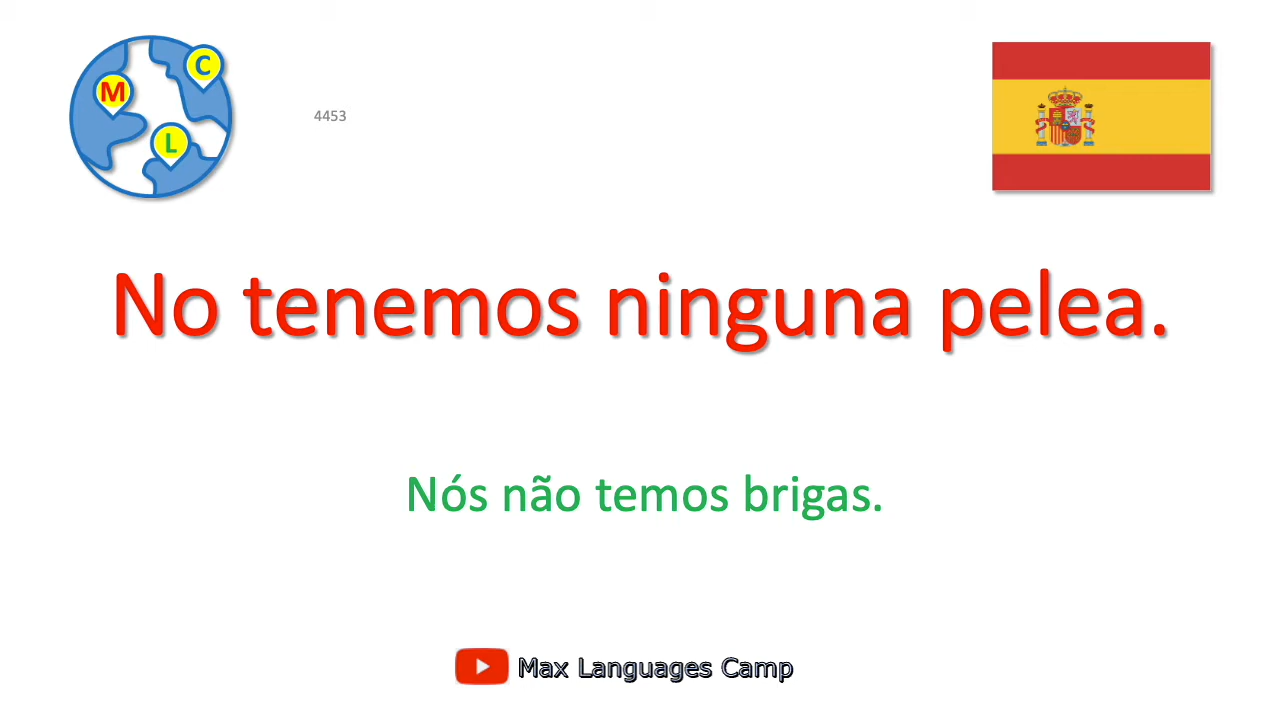 M
C
L
4453
No tenemos ninguna pelea.
Nós não temos brigas.
Max Languages Camp